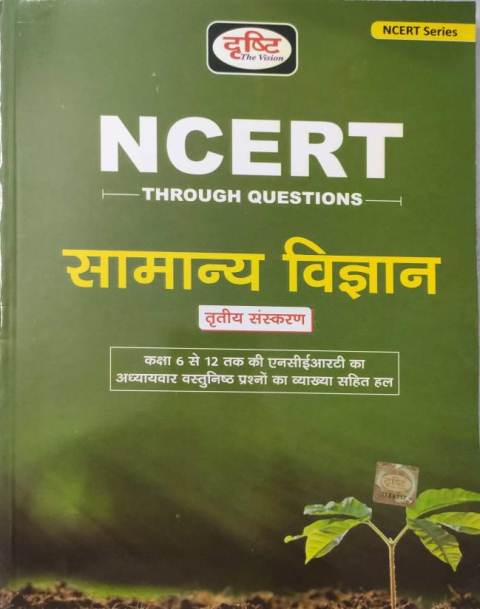 NCERT Series
दृष्टि
The Vision
NCERT
THROUGH QUESTIONS
सामान्य विज्ञान
तृतीय संस्करण
कक्षा 6 से 12 तक की एनसीईआरटी का
अध्यायवार वस्तुनिष्ठ प्रश्नों का व्याख्या सहित हल
दृष्टि